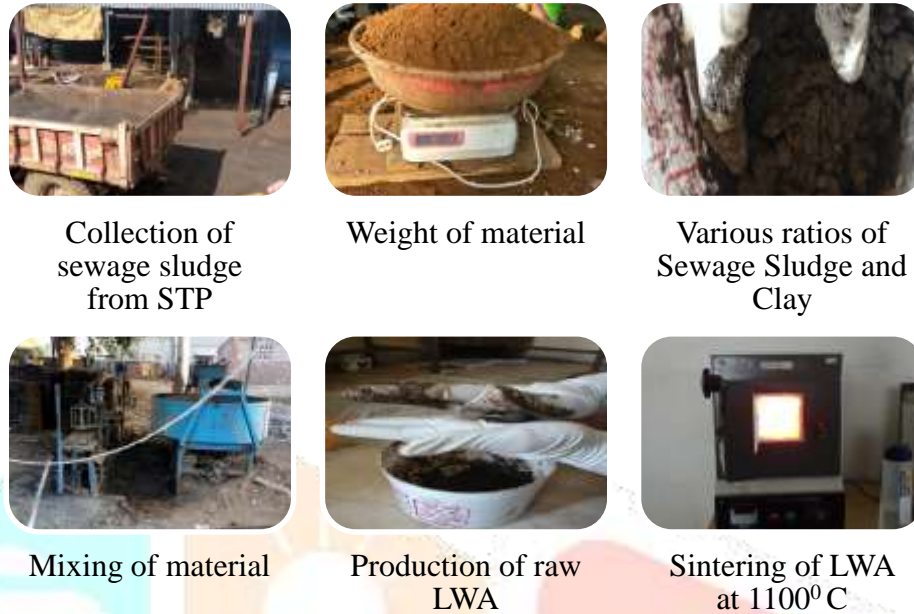 Collection of
sewage sludge
from STP
Weight of material
Various ratios of
Sewage Sludge and
Clay
Mixing of material
Production of raw
LWA
Sintering of LWA
at 1100⁰ C